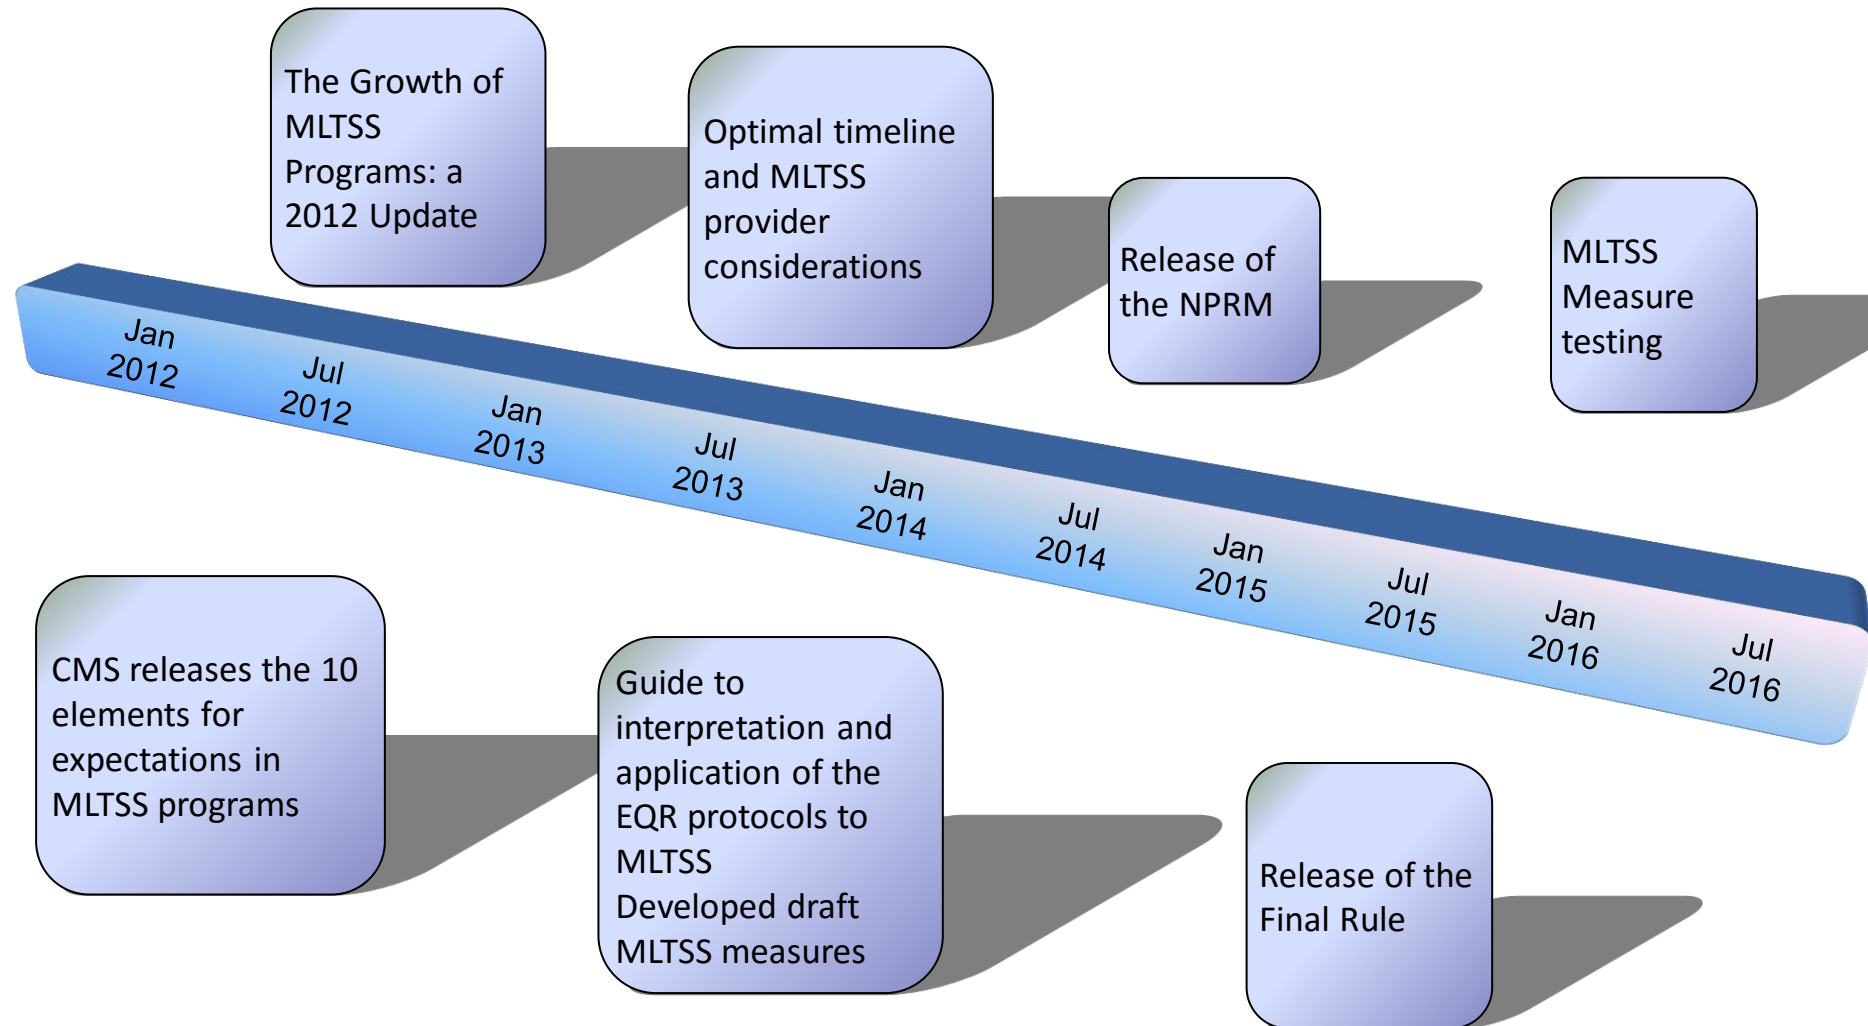 The Growth of
MLTSS
Programs: a
2012 Update
Optimal timeline
and MLTSS
provider
considerations
Release of
the NPRM
MLTSS
Measure
testing
Jan
2012
Jul
2012
Jan
2013
Jul
2013
Jan
2014
Jul
2014
Jan
2015
Jul
2015
Jan
2016
Jul
2016
CMS releases the 10
elements for
expectations in
MLTSS programs
Guide to
interpretation and
application of the
EQR protocols to
MLTSS
Developed draft
MLTSS measures
Release of the
Final Rule